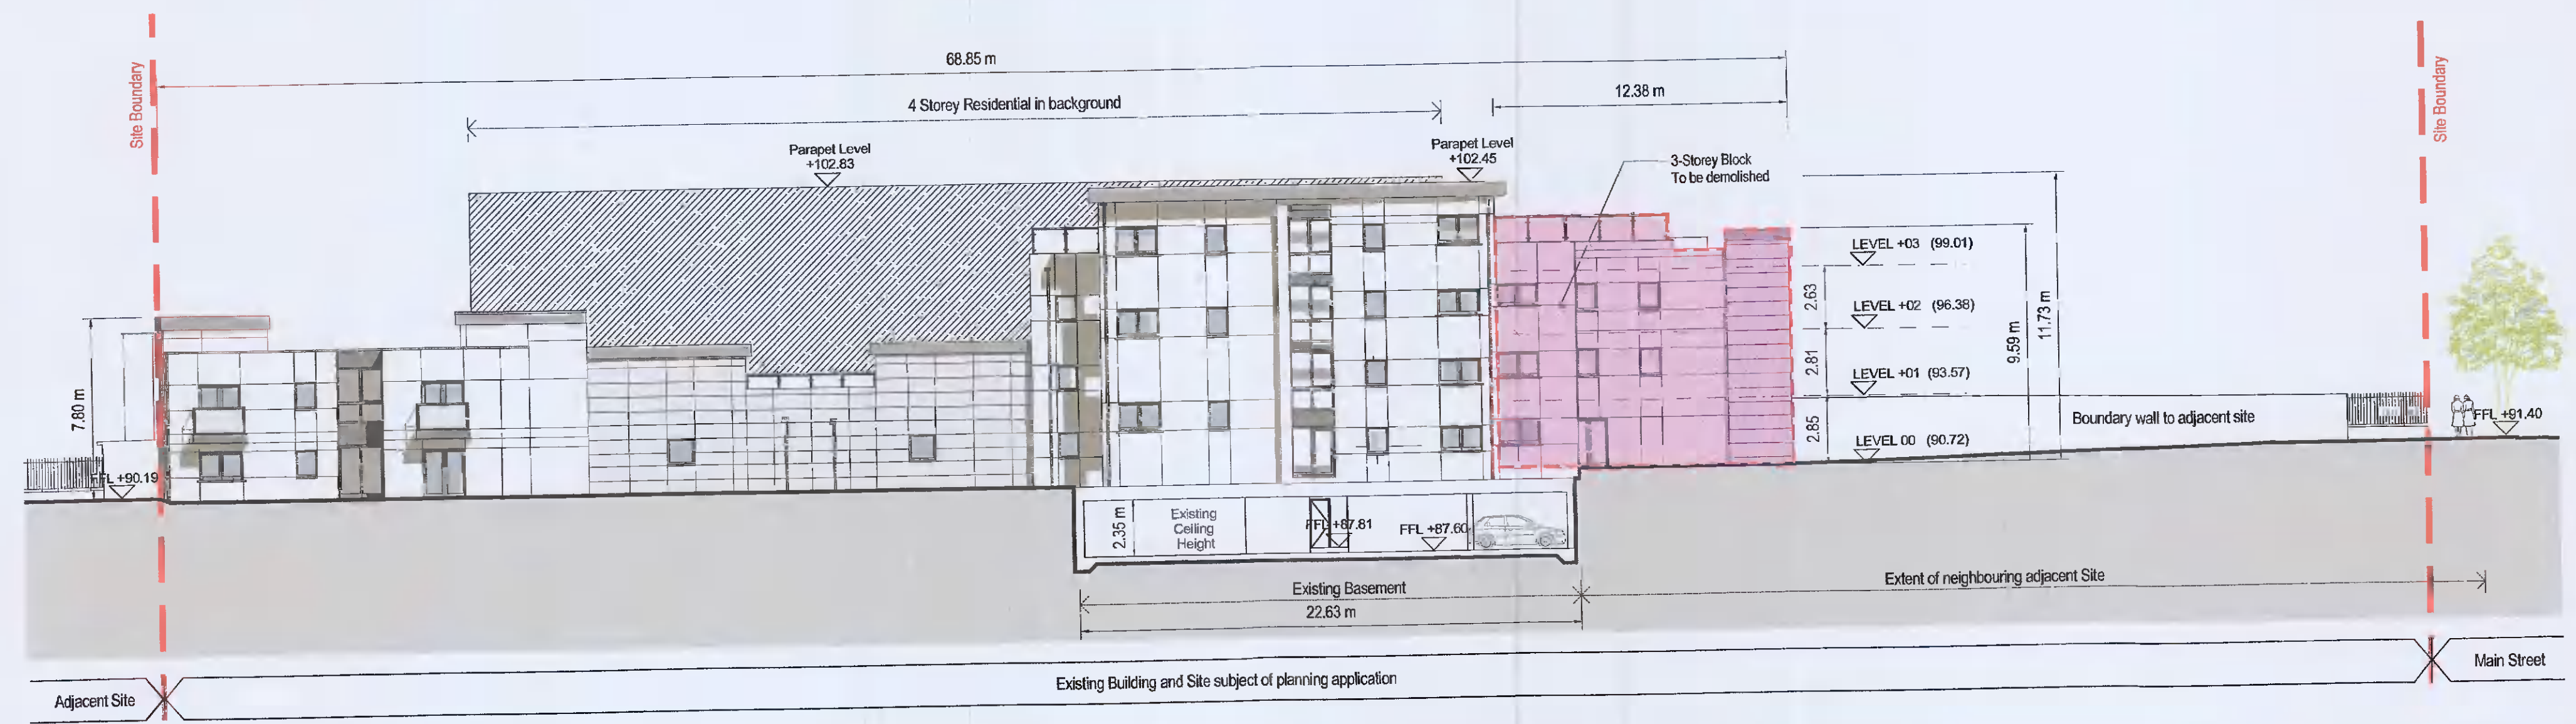 Site Boundary
68.85 m
4 Storey Residential in background
12.38 m
Site Boundary
Parapet Level
+102.83
Parapet Level
+102.45
3-Storey Block
To be demolished
LEVEL +03 (99.01)
2.63
LEVEL +02 (96.38)
2.81
LEVEL +01 (93.57)
2.85
LEVEL 00 (90.72)
9.59 m
11.73 m
7.80 m
Boundary wall to adjacent site
FFL +91.40
FFL +90.19
2.35 m
Existing
Ceiling
Height
FFL +87.81
FFL +87.60
Existing Basement
22.63 m
Extent of neighbouring adjacent Site
Adjacent Site
Existing Building and Site subject of planning application
Main Street